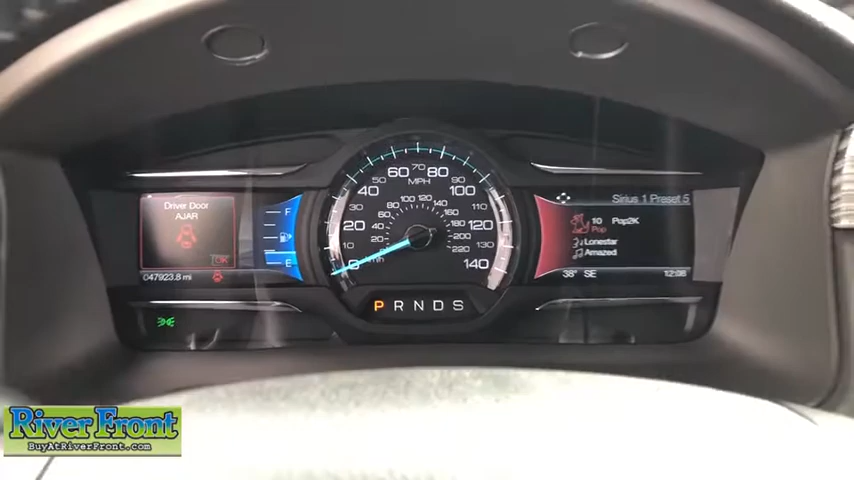 Driver Door
AJAR
OK
047923.8 mi
F
E
MPH
0 10 20 30 40 50 60 70 80 90 100 110 120 130 140
20 40 60 80 100 120 140 160 180 200 220
km/h
P R N D S
Sirius 1 Preset 5
10 Pop2K
Pop
Lonestar
Amazed
38° SE
12:08
River Front
BuyAtRiverFront.com